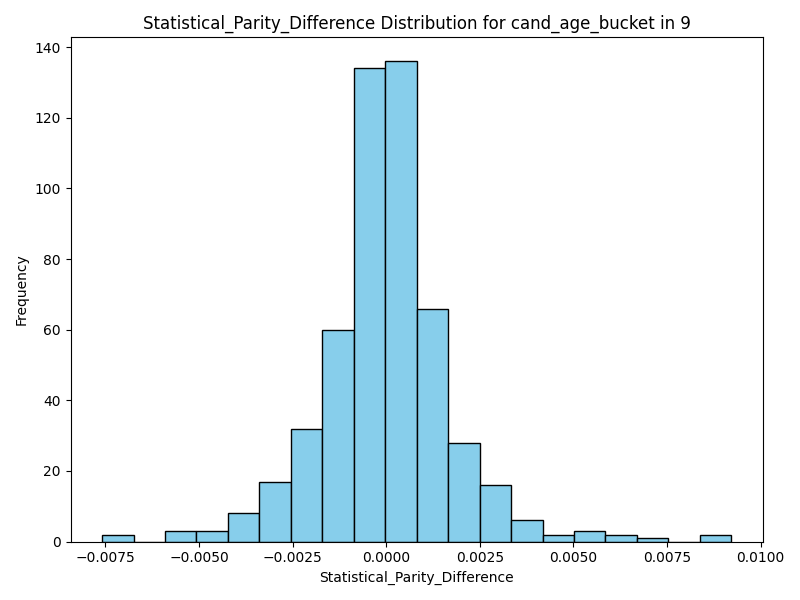 Statistical_Parity_Difference Distribution for cand_age_bucket in 9
140
120
100
80
60
40
20
0
Frequency
−0.0075 −0.0050 −0.0025 0.0000 0.0025 0.0050 0.0075 0.0100
Statistical_Parity_Difference